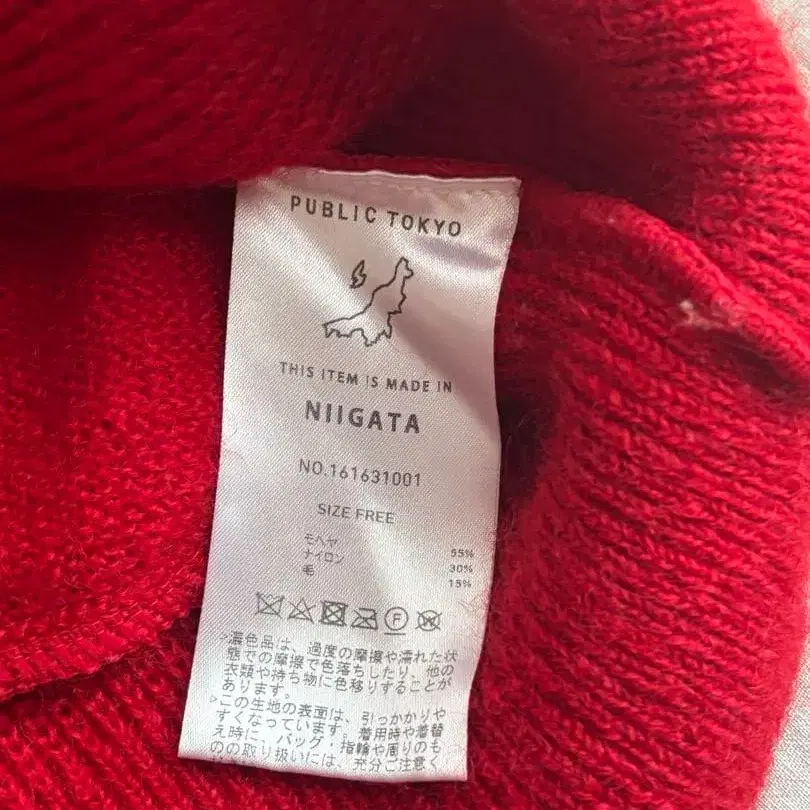 PUBLIC TOKYO
THIS ITEM IS MADE IN
NIIGATA
NO.161631001
SIZE FREE
モヘヤ 55%
ナイロン 30%
毛 15%
F
▷濃色品は、過度の摩擦や濡れた状
態での摩擦で色落ちしたり、他の
衣類や持ち物に色移りすることが
あります。
▷この生地の表面は、引っかかりや
すくなっています。着用時や着替
え時に、バッグ・指輪や周りのも
のの取り扱いには、充分ご注意く